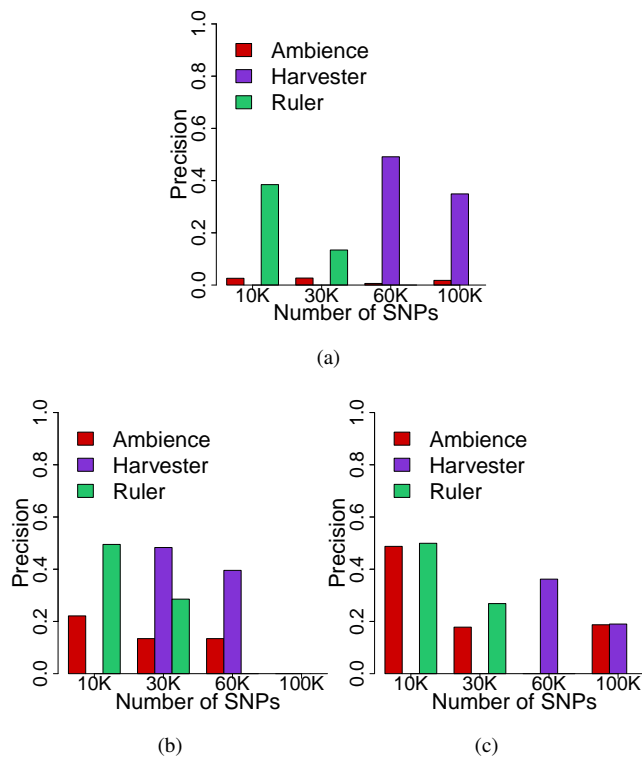 1.0
0.8
0.6
0.4
0.2
0.0
Precision
Ambience
Harvester
Ruler
10K 30K 60K 100K
Number of SNPs
(a)
1.0
0.8
0.6
0.4
0.2
0.0
Precision
Ambience
Harvester
Ruler
10K 30K 60K 100K
Number of SNPs
(b)
1.0
0.8
0.6
0.4
0.2
0.0
Precision
Ambience
Harvester
Ruler
10K 30K 60K 100K
Number of SNPs
(c)